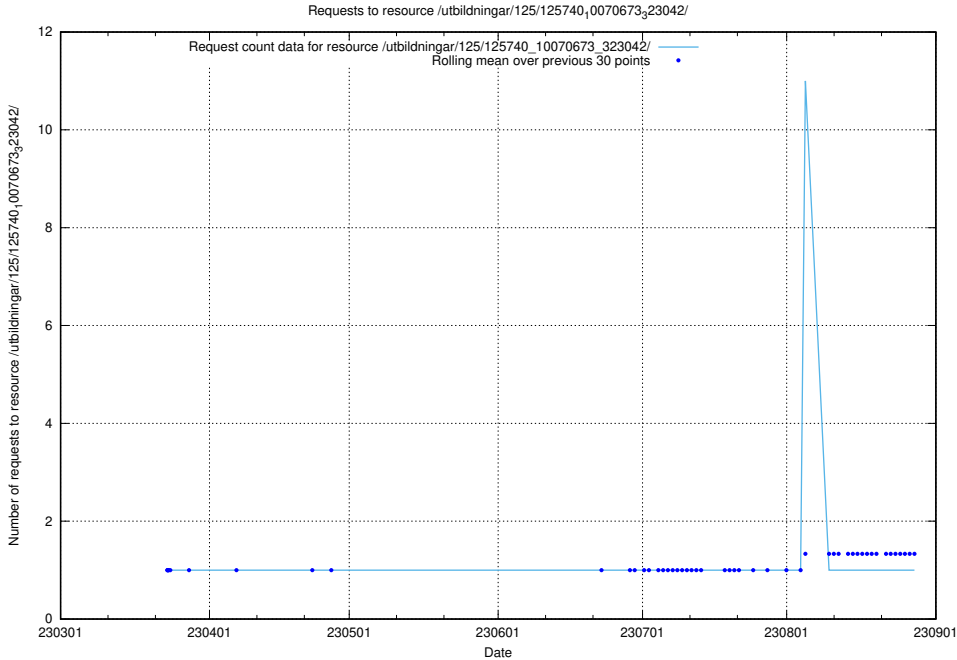 Requests to resource /utbildningar/125/125740₁0070673₃23042/
Request count data for resource /utbildningar/125/125740_10070673_323042/
Rolling mean over previous 30 points
Number of requests to resource /utbildningar/125/125740₁0070673₃23042/
12
10
8
6
4
2
0
230301 230401 230501 230601 230701 230801 230901
Date